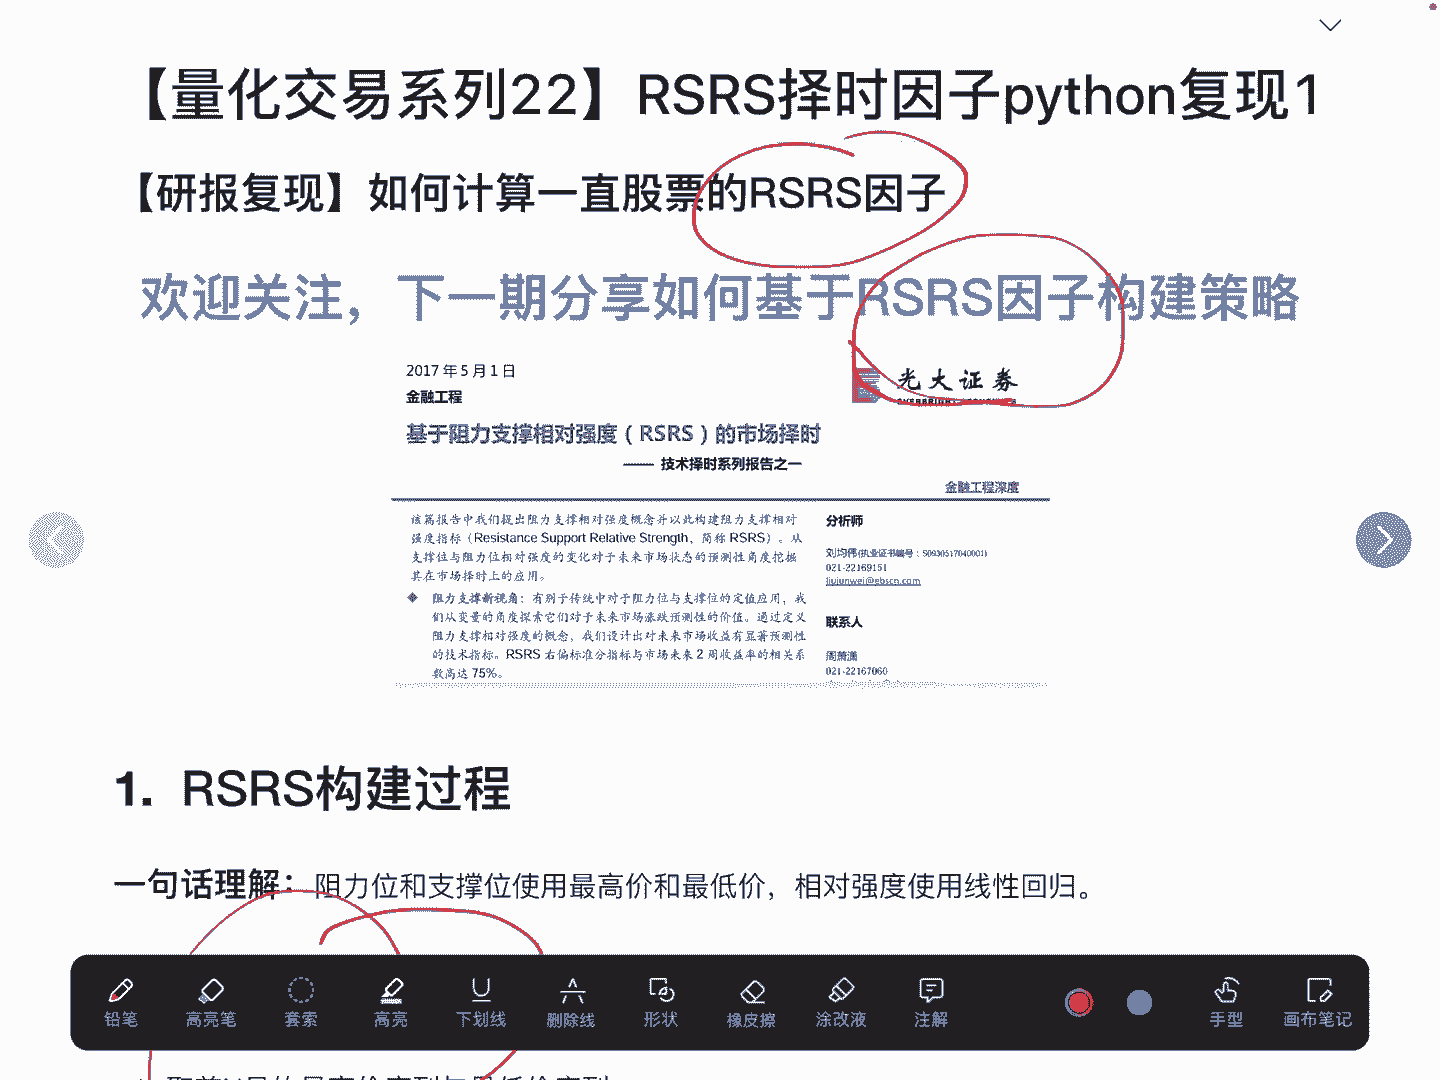 【量化交易系列22】RSRS择时因子python复现1
【研报复现】如何计算一直股票的RSRS因子
欢迎关注，下一期分享如何基于RSRS因子构建策略
2017 年 5 月 1 日
光大证券
金融工程
基于阻力支撑相对强度（RSRS）的市场择时
—— 技术择时系列报告之一
金融工程深度
该篇报告中我们提出阻力支撑相对强度概念并以此构建阻力支撑相对
强度指标（Resistance Support Relative Strength，简称 RSRS）。从
支撑位与阻力位相对强度的变化对于未来市场状态的预测性角度挖掘
其在市场择时上的应用。
阻力支撑新视角：有别于传统中对于阻力位与支撑位的定值应用，我
们从变量的角度探索它们对于未来市场涨跌预测性的价值。通过定义
阻力支撑相对强度的概念，我们设计出对未来市场收益有显著预测性
的技术指标。RSRS 右偏标准分指标与市场未来 2 周收益率的相关系
数高达 75%。
分析师
刘均伟(执业证书编号：S0930517040001)
021-22169151
liujunwei@ebscn.com
联系人
周萧潇
021-22167060
1. RSRS构建过程
一句话理解：阻力位和支撑位使用最高价和最低价，相对强度使用线性回归。
铅笔 高亮笔 套索 高亮 下划线 删除线 形状 橡皮擦 涂改液 注解 手型 画布笔记